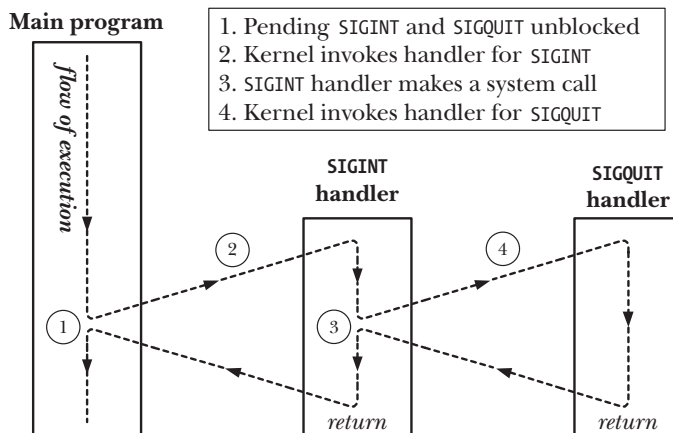 Main program
1. Pending SIGINT and SIGQUIT unblocked
2. Kernel invokes handler for SIGINT
3. SIGINT handler makes a system call
4. Kernel invokes handler for SIGQUIT
flow of execution
SIGINT
handler
SIGQUIT
handler
2
4
1
3
return
return